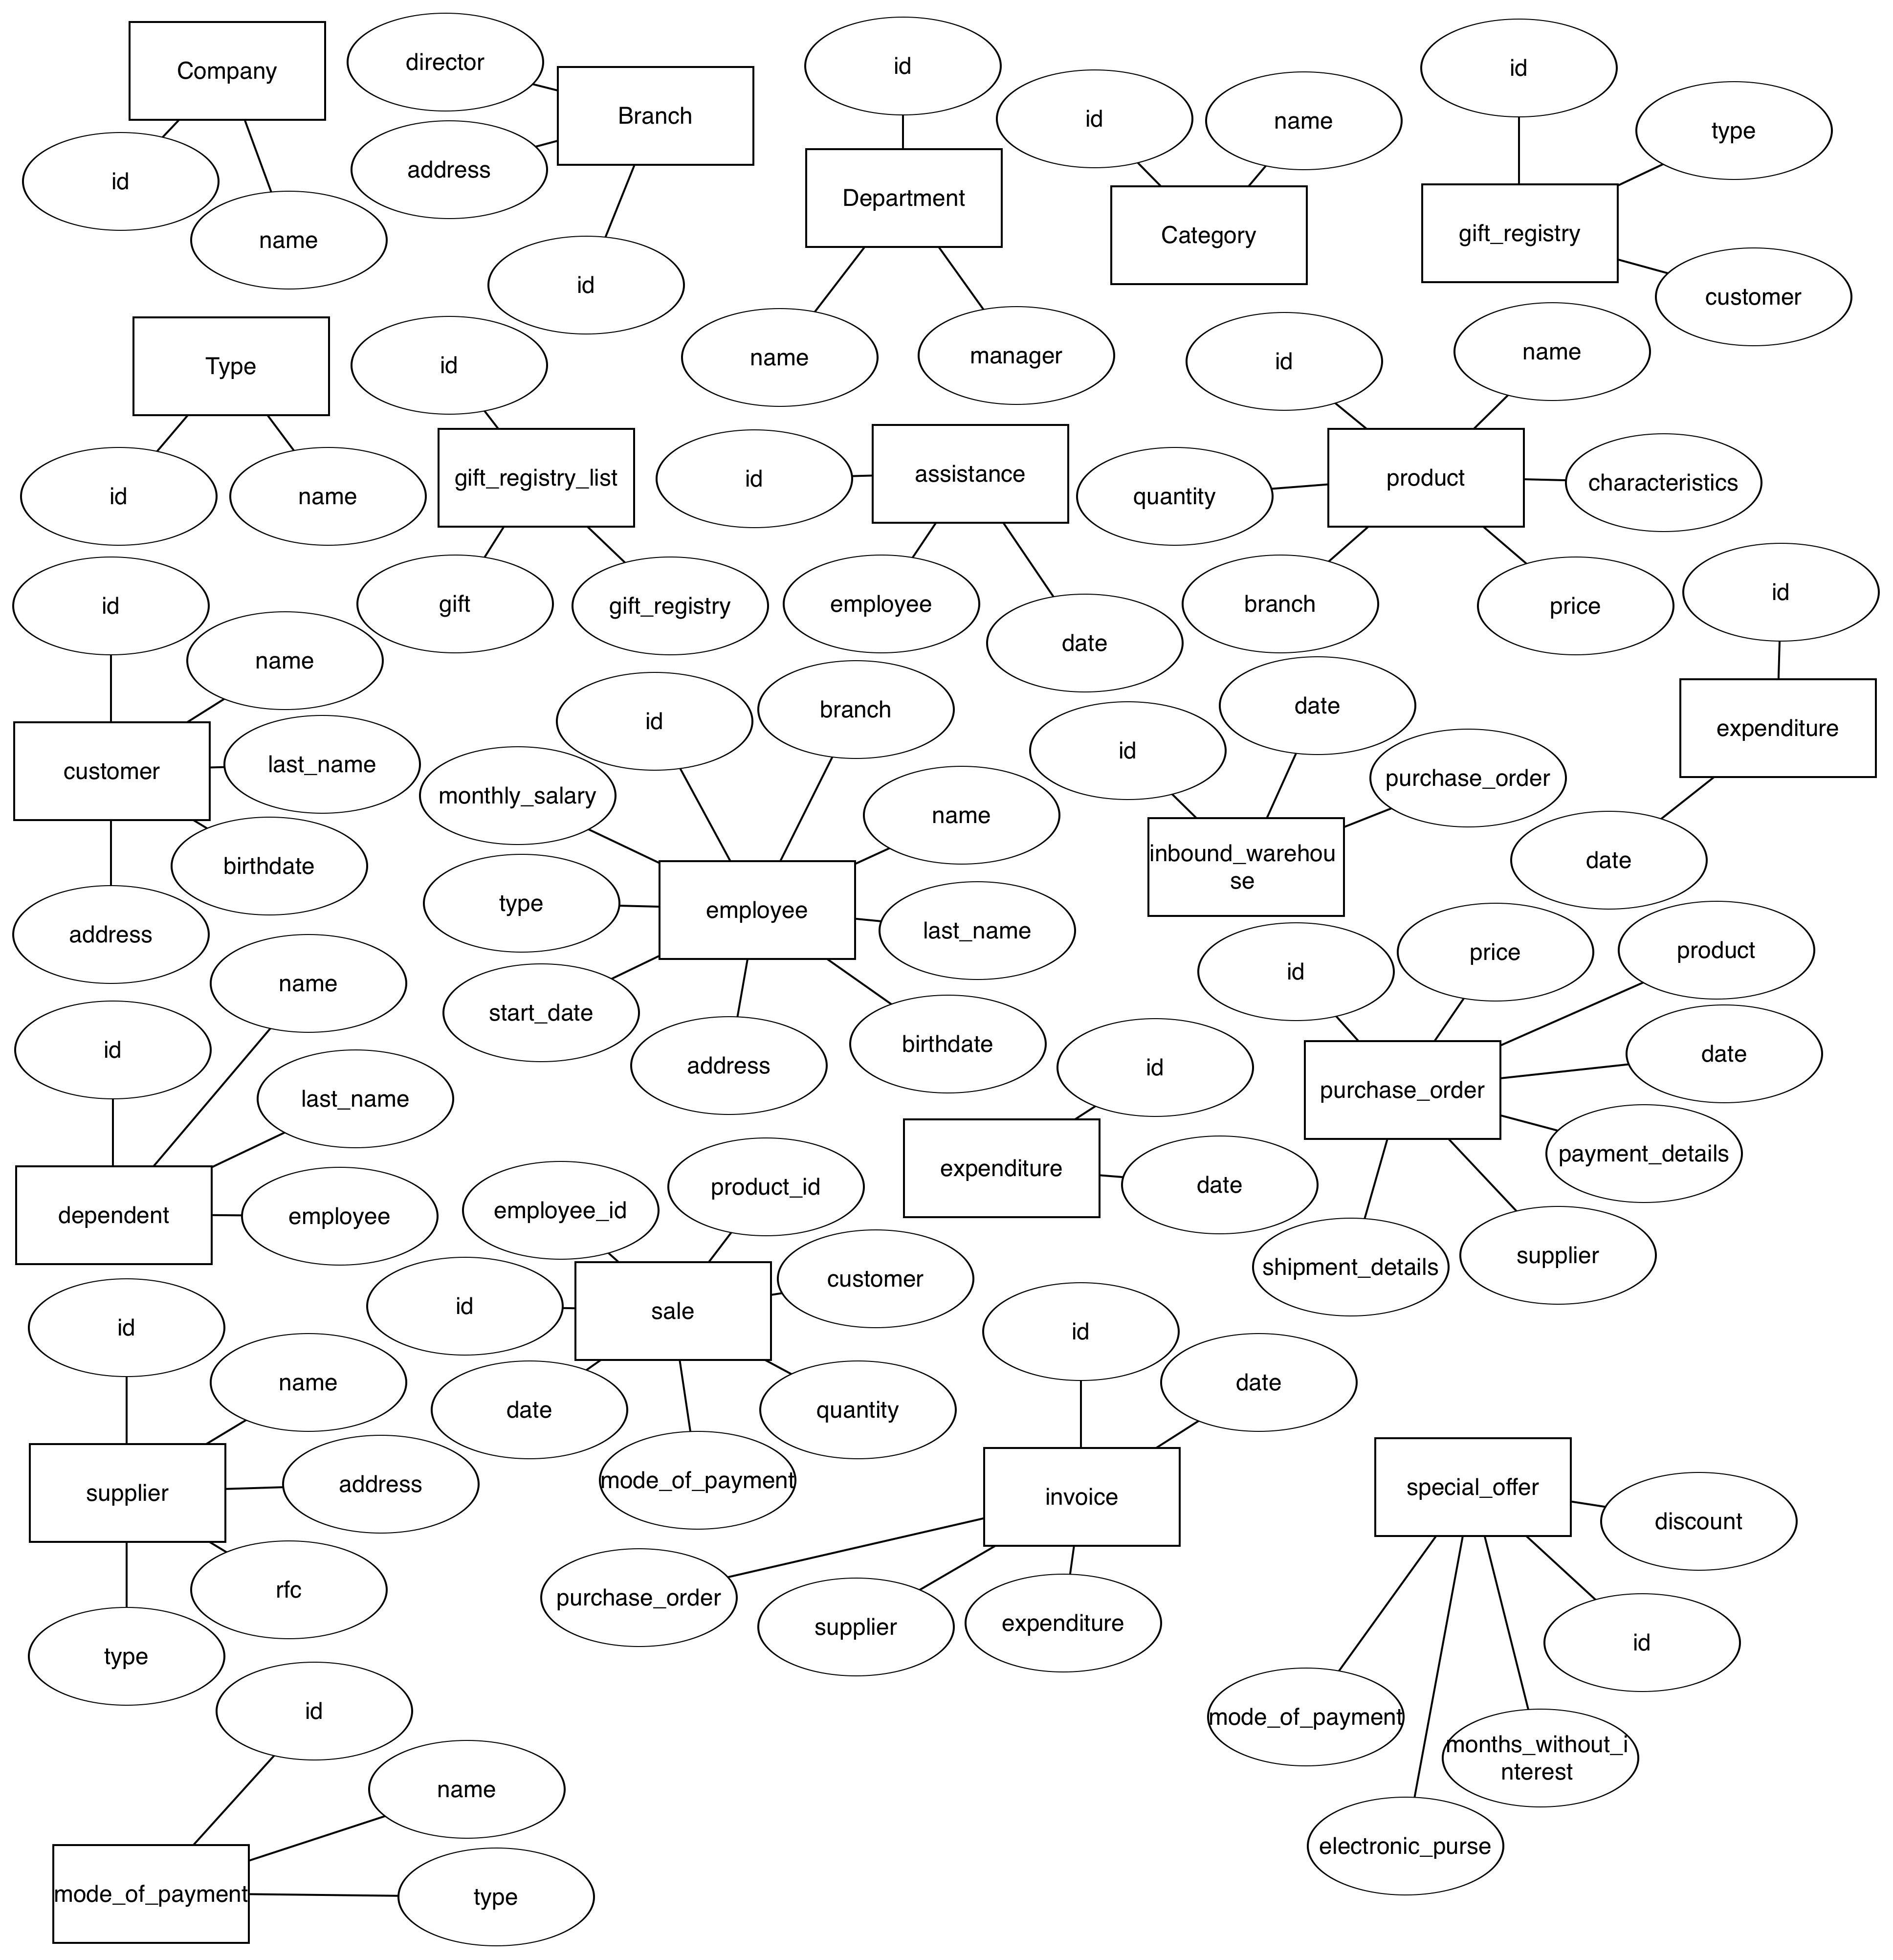 Company
id
name
director
Branch
address
id
id
Department
name
manager
id
name
Category
id
type
gift_registry
customer
Type
id
name
id
gift_registry_list
gift
gift_registry
id
assistance
employee
date
id
name
quantity
product
characteristics
branch
price
id
expenditure
date
id
name
customer
last_name
birthdate
address
id
branch
monthly_salary
name
type
employee
last_name
start_date
address
birthdate
id
date
purchase_order
inbound_warehou
se
id
price
product
date
purchase_order
payment_details
shipment_details
supplier
id
name
last_name
dependent
employee
id
expenditure
date
employee_id
product_id
id
sale
customer
date
mode_of_payment
quantity
id
name
supplier
address
rfc
type
id
date
invoice
purchase_order
supplier
expenditure
special_offer
discount
id
mode_of_payment
months_without_i
nterest
electronic_purse
id
name
mode_of_payment
type